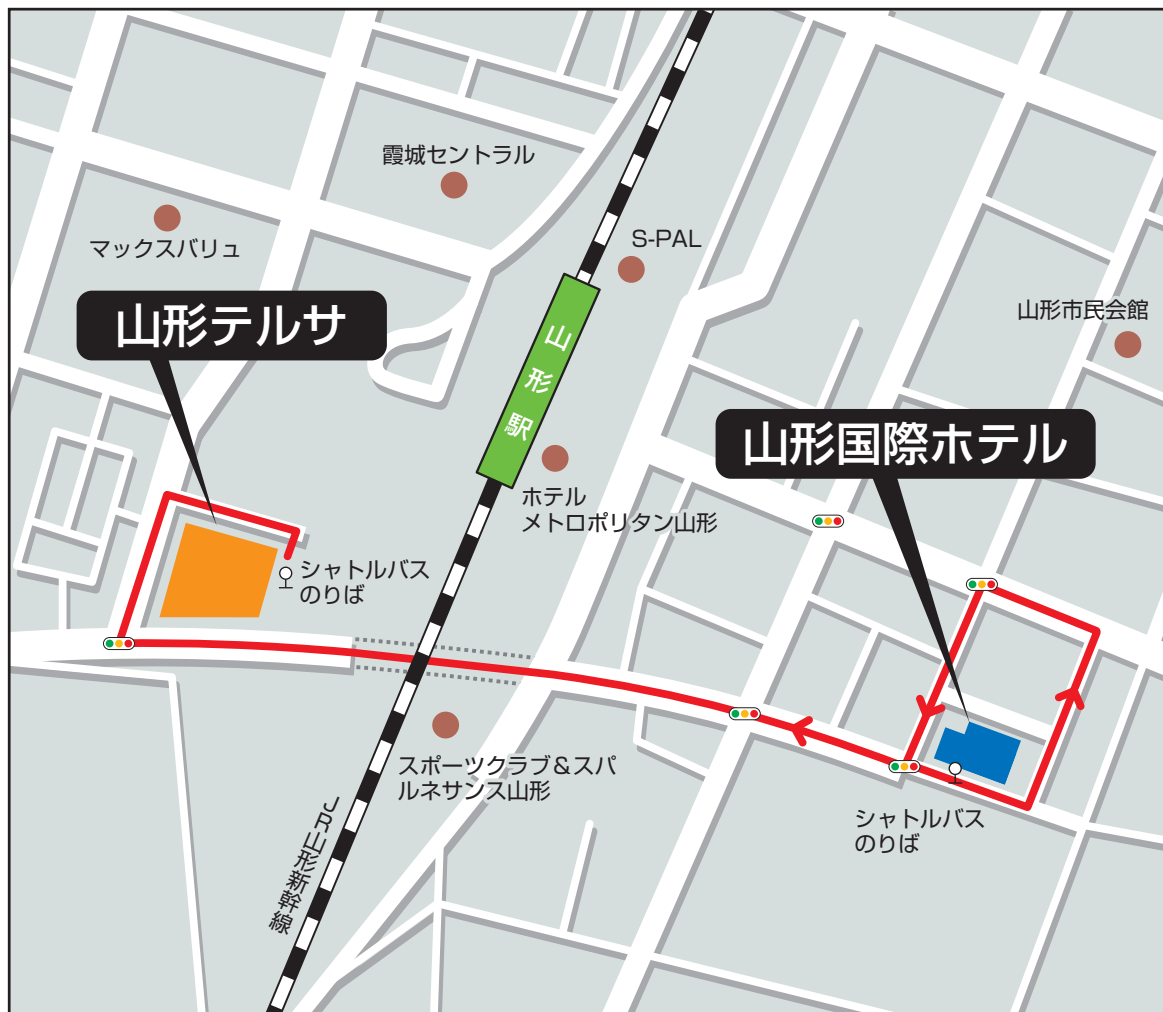 霞城セントラル
マックスバリュ
S-PAL
山形テルサ
山形市民会館
山形駅
山形国際ホテル
ホテル
メトロポリタン山形
シャトルバス
のりば
スポーツクラブ&スパ
ルネサンス山形
シャトルバス
のりば
JR山形新幹線